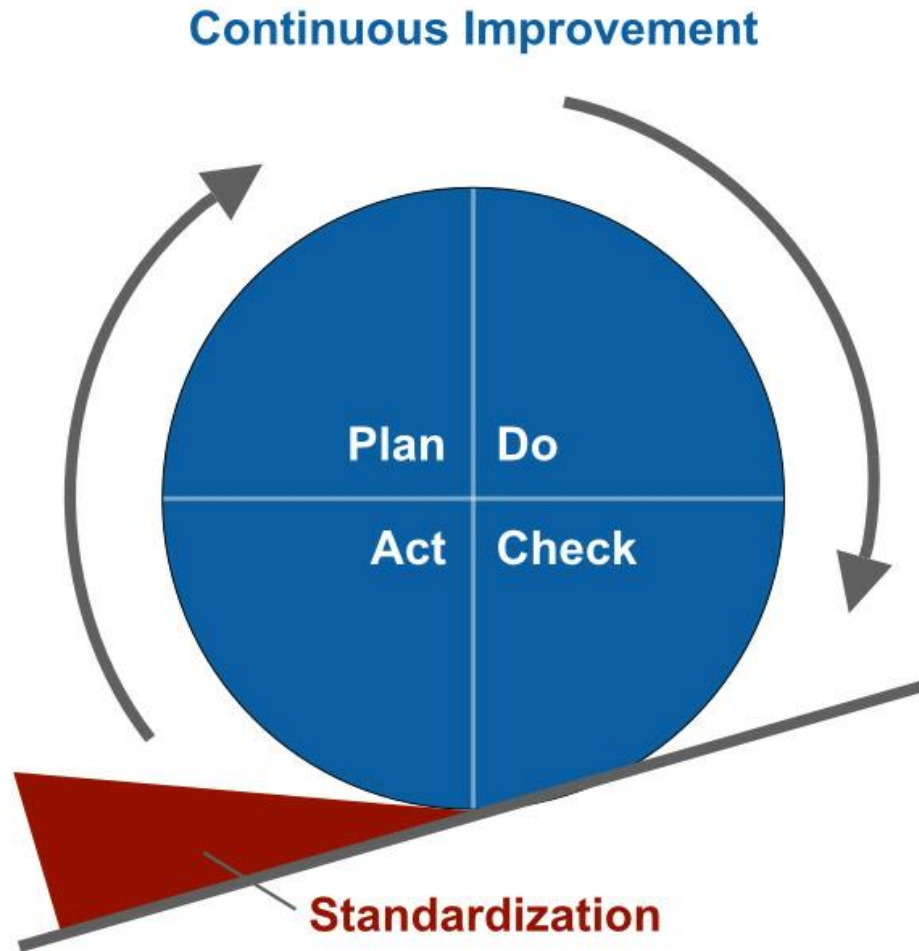 Continuous Improvement
Plan Do
Act Check
Standardization